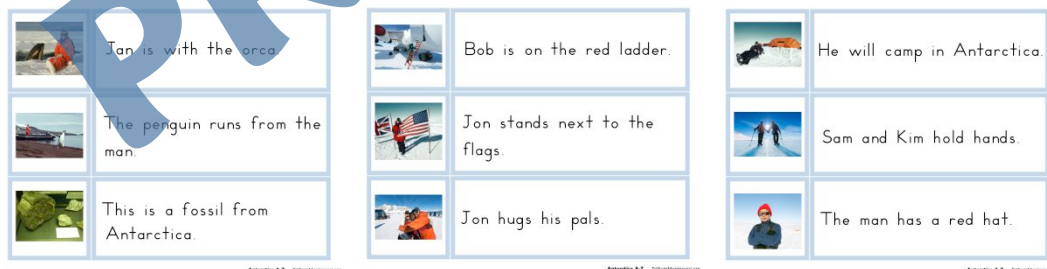 Jan is with the orca.
The penguin runs from the
man.
This is a fossil from
Antarctica.
Bob is on the red ladder.
Jon stands next to the
flags.
Jon hugs his pals.
He will camp in Antarctica.
Sam and Kim hold hands.
The man has a red hat.